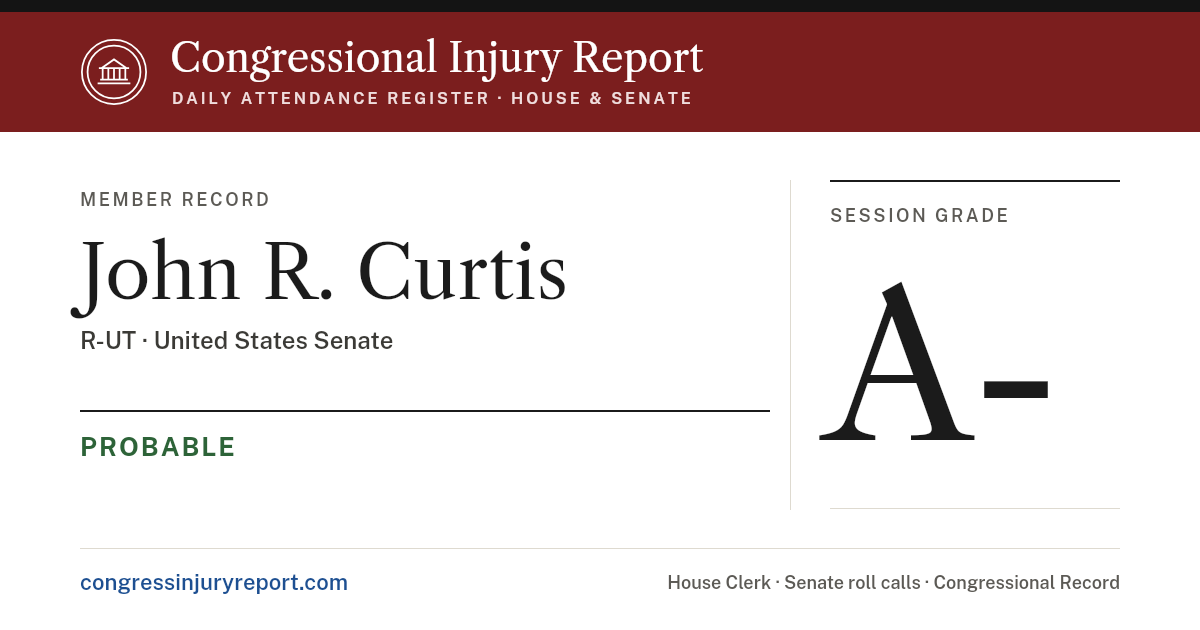 Congressional Injury Report
DAILY ATTENDANCE REGISTER · HOUSE & SENATE
MEMBER RECORD
John R. Curtis
R-UT · United States Senate
PROBABLE
SESSION GRADE
A-
congressinjuryreport.com
House Clerk · Senate roll calls · Congressional Record